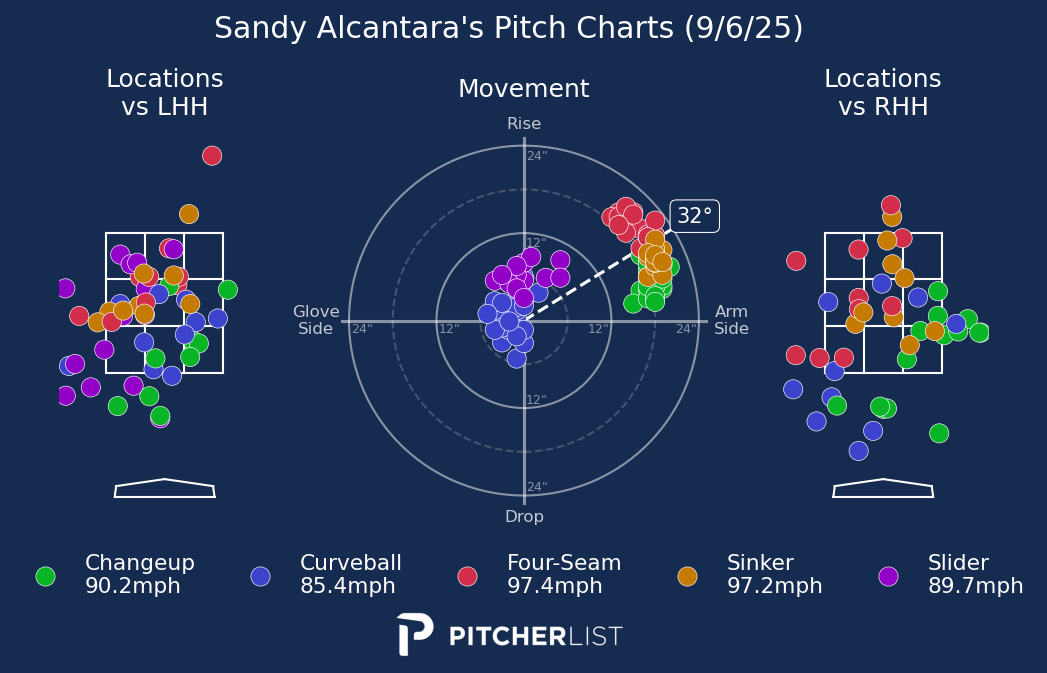 Sandy Alcantara's Pitch Charts (9/6/25)
Locations
vs LHH
Movement
Locations
vs RHH
Rise
24"
32°
12"
Glove
Side
24"
12"
12"
24"
Arm
Side
12"
24"
Drop
Changeup
90.2mph
Curveball
85.4mph
Four-Seam
97.4mph
Sinker
97.2mph
Slider
89.7mph
PITCHERLIST